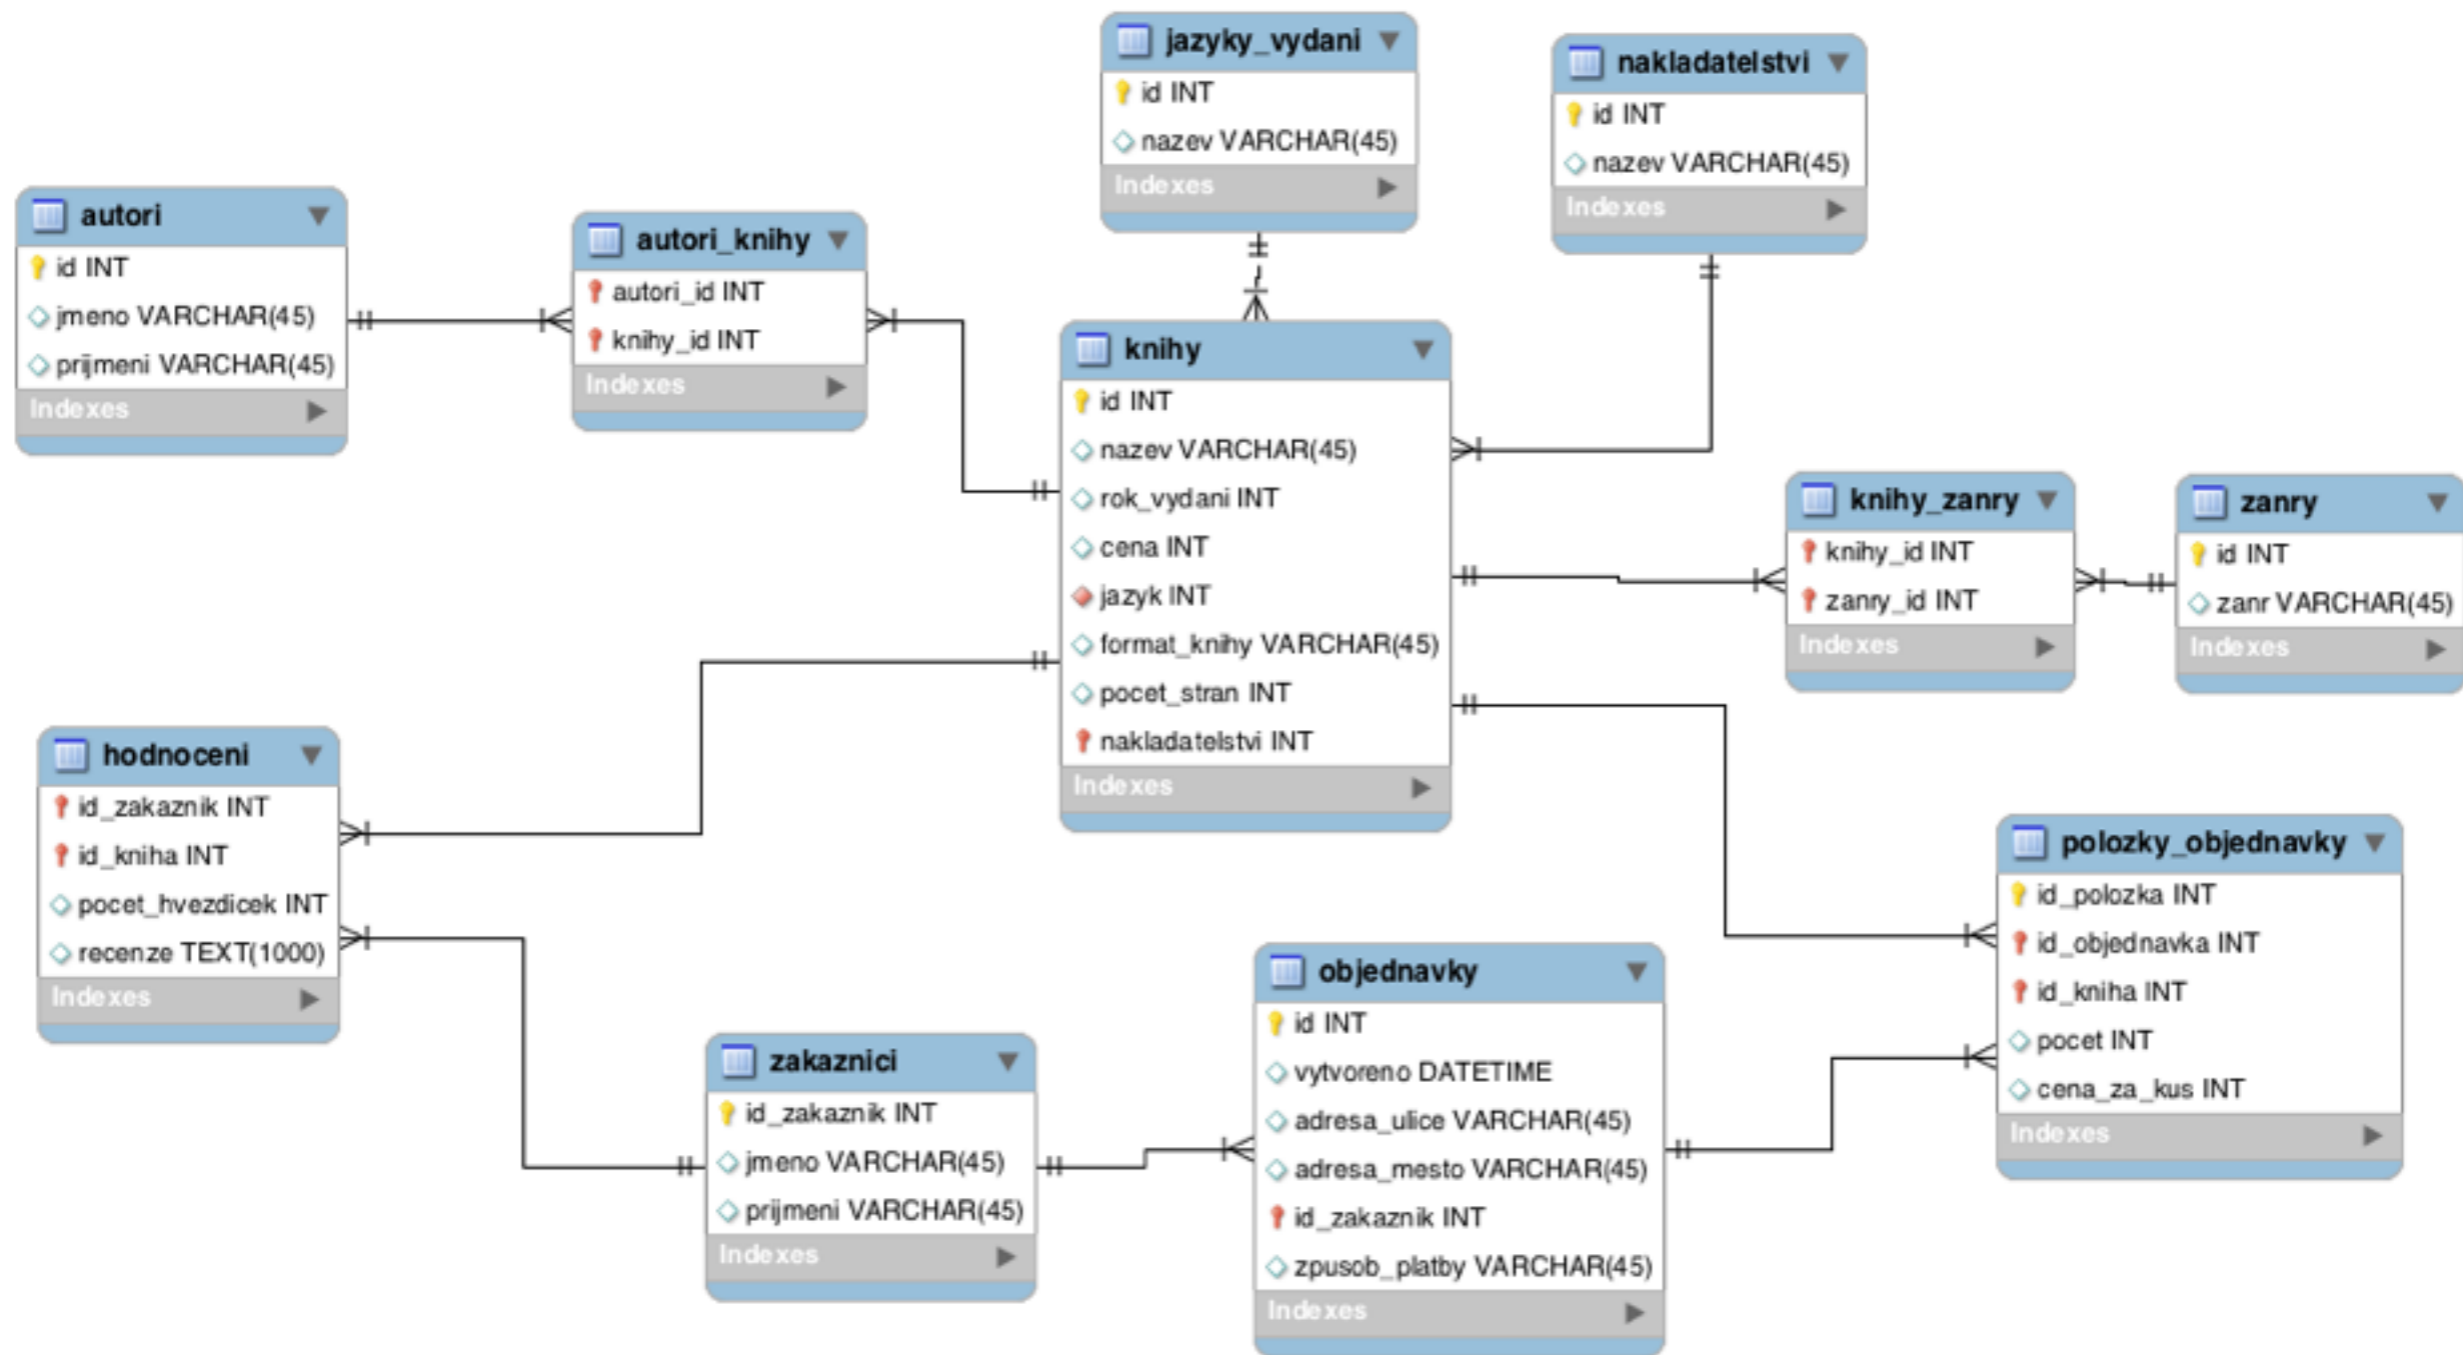 jazyky_vydani
id INT
nazev VARCHAR(45)
Indexes
nakladatelstvi
id INT
nazev VARCHAR(45)
Indexes
autori
id INT
jmeno VARCHAR(45)
prijmeni VARCHAR(45)
Indexes
autori_knihy
autori_id INT
knihy_id INT
Indexes
knihy
id INT
nazev VARCHAR(45)
rok_vydani INT
cena INT
jazyk INT
format_knihy VARCHAR(45)
pocet_stran INT
nakladatelstvi INT
Indexes
knihy_zanry
knihy_id INT
zanry_id INT
Indexes
zanry
id INT
zanr VARCHAR(45)
Indexes
hodnoceni
id_zakaznik INT
id_kniha INT
pocet_hvezdicek INT
recenze TEXT(1000)
Indexes
zakaznici
id_zakaznik INT
jmeno VARCHAR(45)
prijmeni VARCHAR(45)
Indexes
objednavky
id INT
vytvoreno DATETIME
adresa_ulice VARCHAR(45)
adresa_mesto VARCHAR(45)
id_zakaznik INT
zpusob_platby VARCHAR(45)
Indexes
polozky_objednavky
id_polozka INT
id_objednavka INT
id_kniha INT
pocet INT
cena_za_kus INT
Indexes